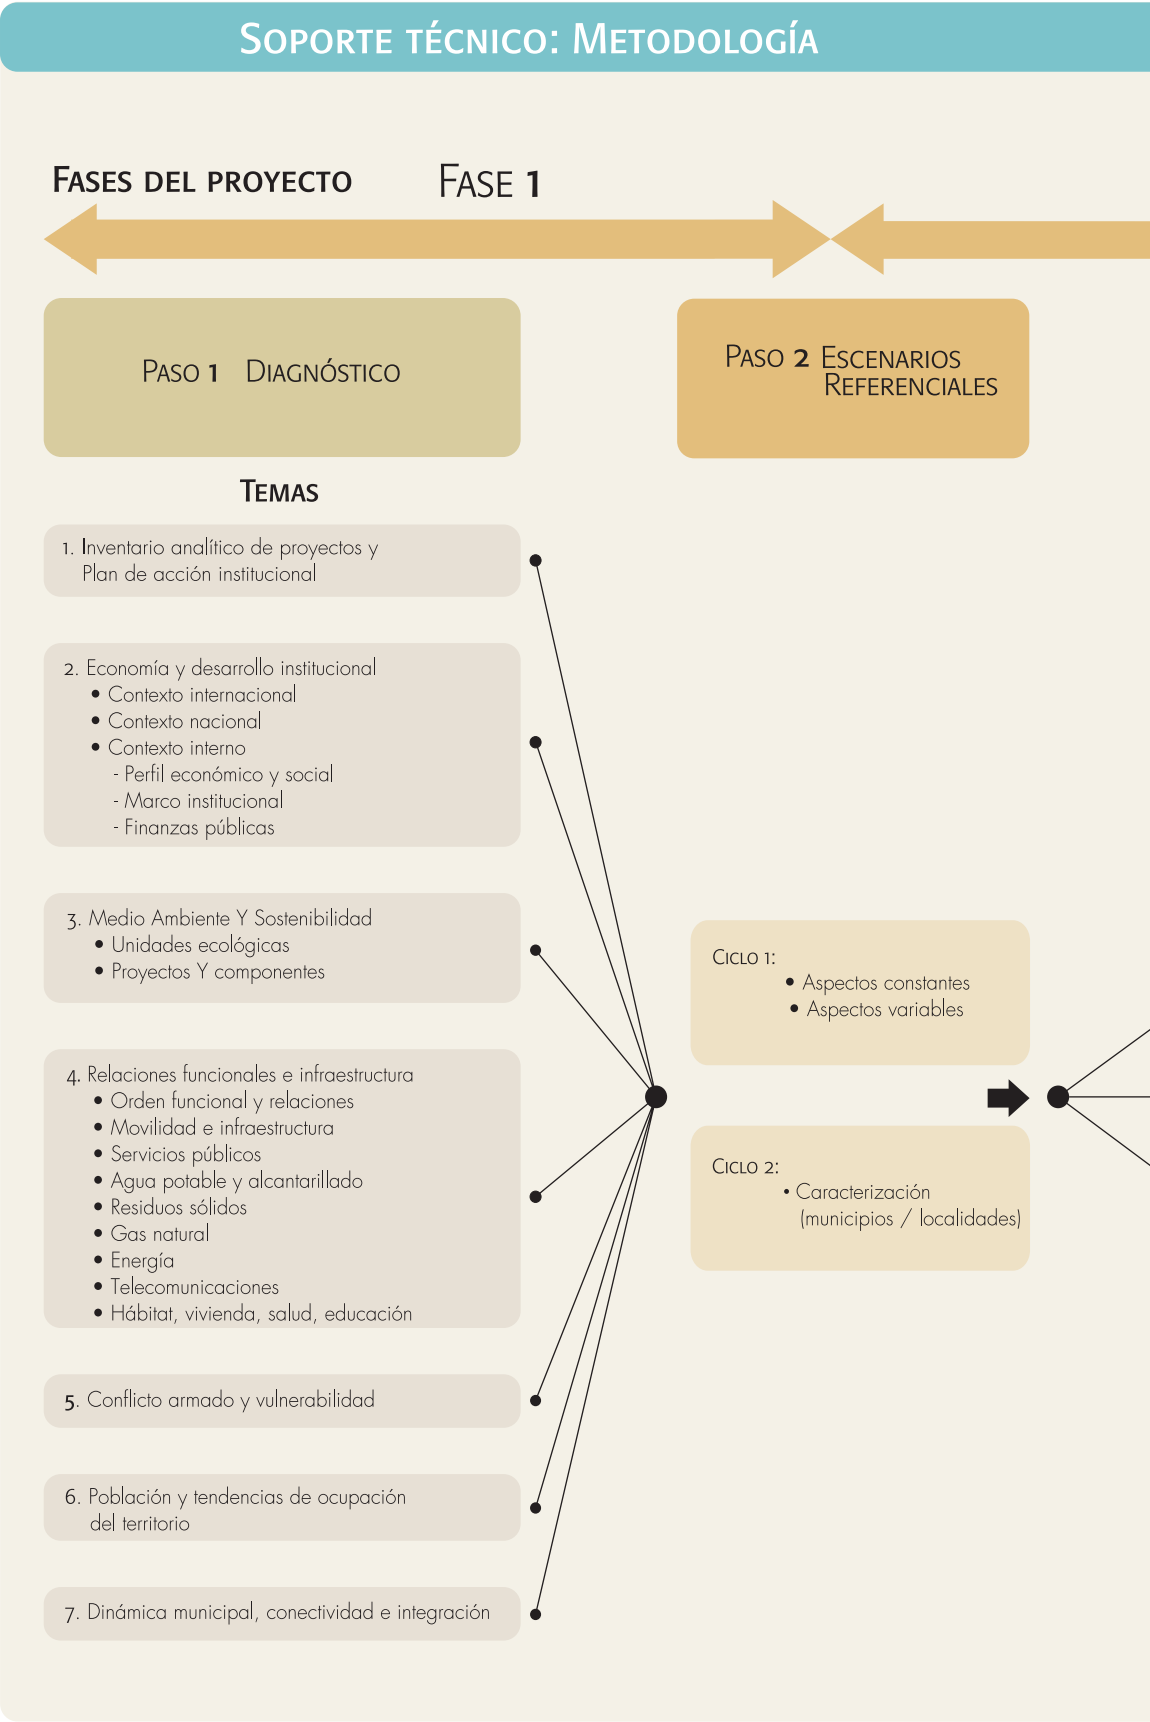 Soporte técnico: Metodología
Fases del proyecto
Fase 1
Paso 1 Diagnóstico
Paso 2 Escenarios
Referenciales
Temas
1. Inventario analítico de proyectos y
Plan de acción institucional
2. Economía y desarrollo institucional
• Contexto internacional
• Contexto nacional
• Contexto interno
- Perfil económico y social
- Marco institucional
- Finanzas públicas
3. Medio Ambiente Y Sostenibilidad
• Unidades ecológicas
• Proyectos Y componentes
4. Relaciones funcionales e infraestructura
• Orden funcional y relaciones
• Movilidad e infraestructura
• Servicios públicos
• Agua potable y alcantarillado
• Residuos sólidos
• Gas natural
• Energía
• Telecomunicaciones
• Hábitat, vivienda, salud, educación
5. Conflicto armado y vulnerabilidad
6. Población y tendencias de ocupación
del territorio
7. Dinámica municipal, conectividad e integración
Ciclo 1:
• Aspectos constantes
• Aspectos variables
Ciclo 2:
• Caracterización
(municipios / localidades)